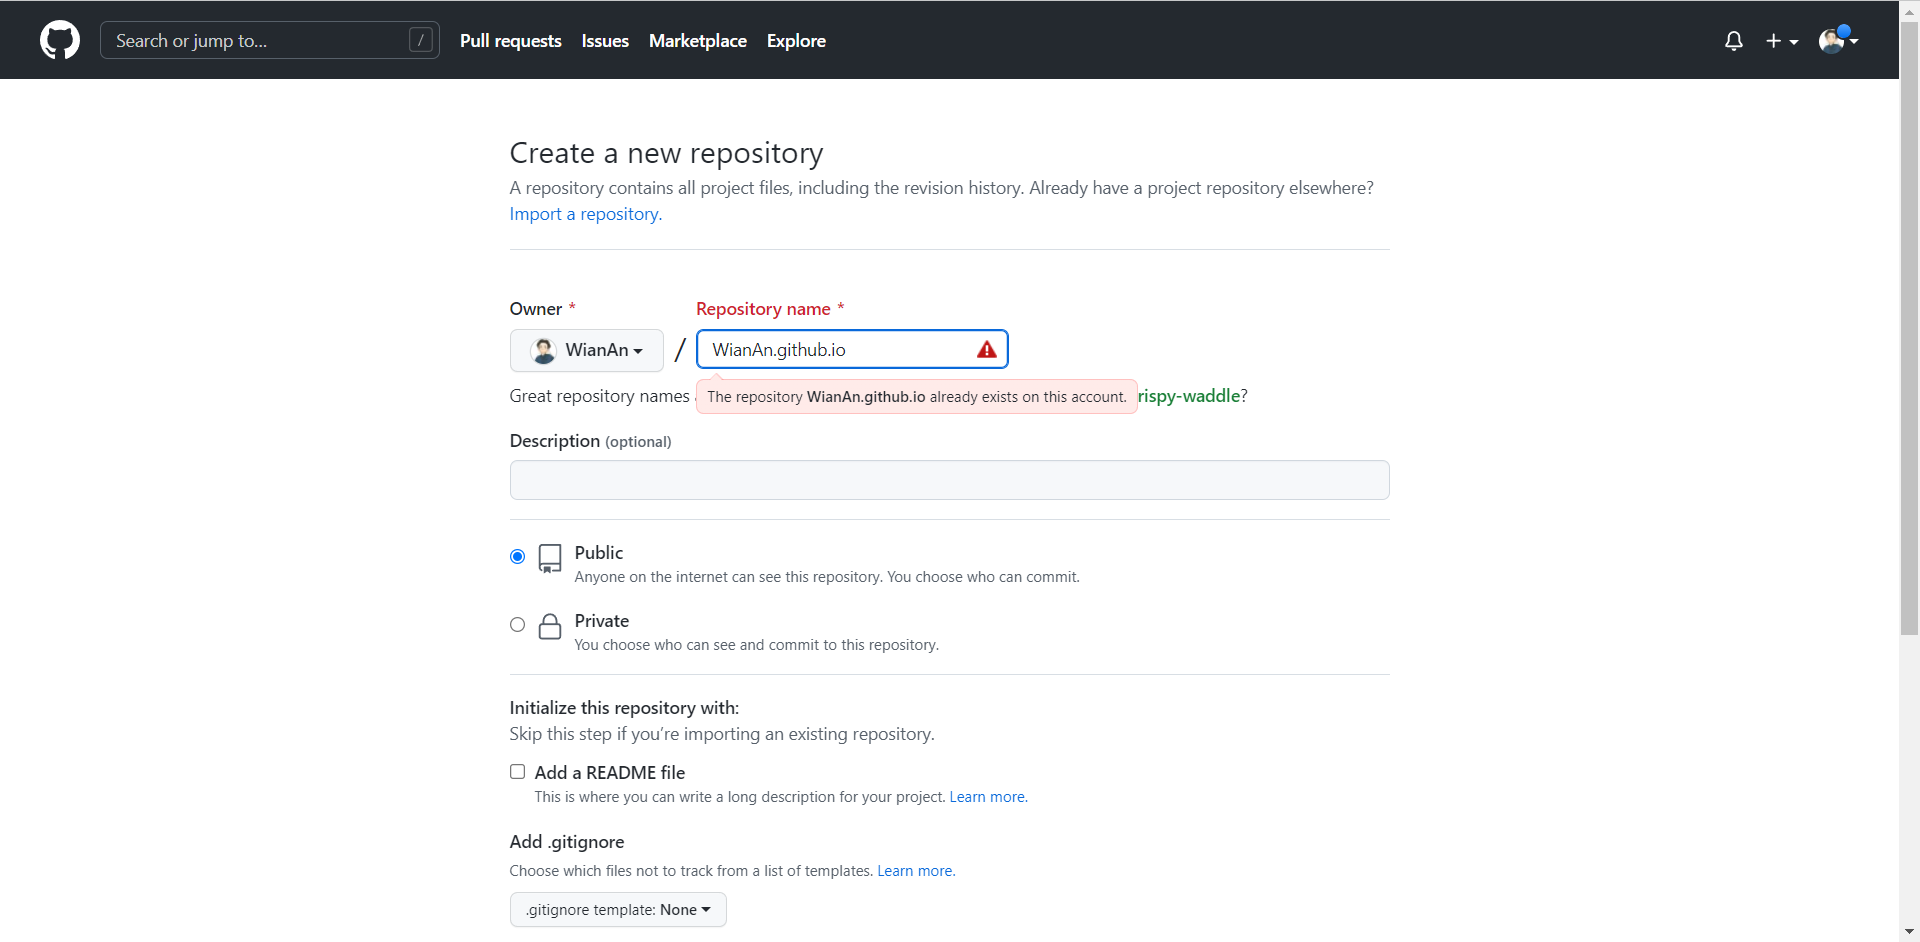 Search or jump to...
/
Pull requests
Issues
Marketplace
Explore
Create a new repository
A repository contains all project files, including the revision history. Already have a project repository elsewhere?
Import a repository.
Owner *
Repository name *
WianAn
/
WianAn.github.io
Great repository names
The repository WianAn.github.io already exists on this account.
rispy-waddle?
Description (optional)
Public
Anyone on the internet can see this repository. You choose who can commit.
Private
You choose who can see and commit to this repository.
Initialize this repository with:
Skip this step if you’re importing an existing repository.
Add a README file
This is where you can write a long description for your project. Learn more.
Add .gitignore
Choose which files not to track from a list of templates. Learn more.
.gitignore template: None